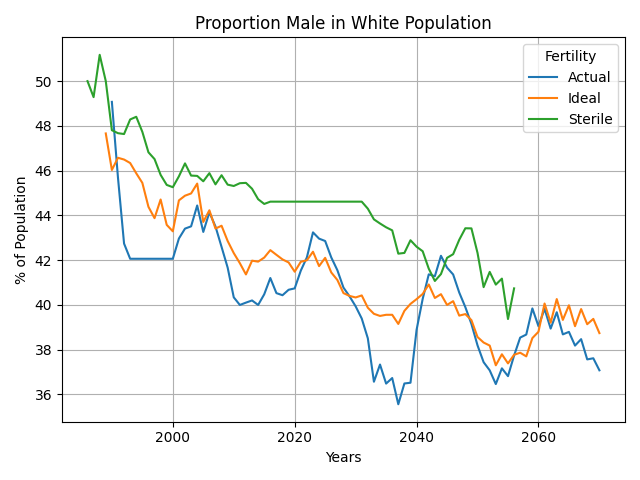 Proportion Male in White Population
Fertility
Actual
Ideal
Sterile
% of Population
50
48
46
44
42
40
38
36
2000
2020
2040
2060
Years